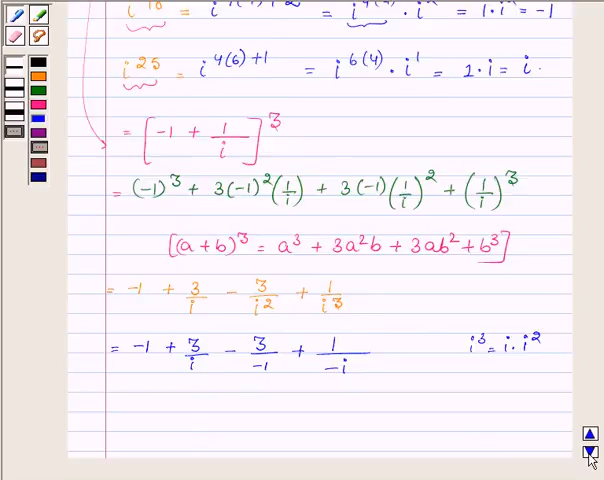 i^18 = i^4(4)+2 = i^4(4) · i^2 = 1·i^2 = -1
i^25 = i^4(6)+1 = i^6(4) · i^1 = 1·i = i.
= [-1 + 1/i]^3
= (-1)^3 + 3(-1)^2(1/i) + 3(-1)(1/i)^2 + (1/i)^3
[(a+b)^3 = a^3 + 3a^2b + 3ab^2 + b^3]
= -1 + 3/i - 3/i^2 + 1/i^3
= -1 + 3/i - 3/-1 + 1/-i i^3 = i·i^2